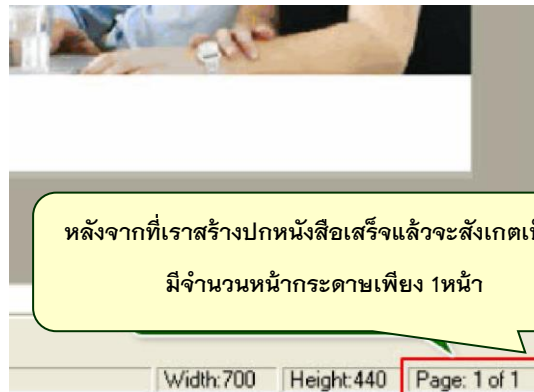 หลังจากที่เราสร้างปกหนังสือเสร็จแล้วจะสังเกต
มีจำนวนหน้ากระดาษเพียง 1หน้า
Width:700 Height:440 Page: 1 of 1